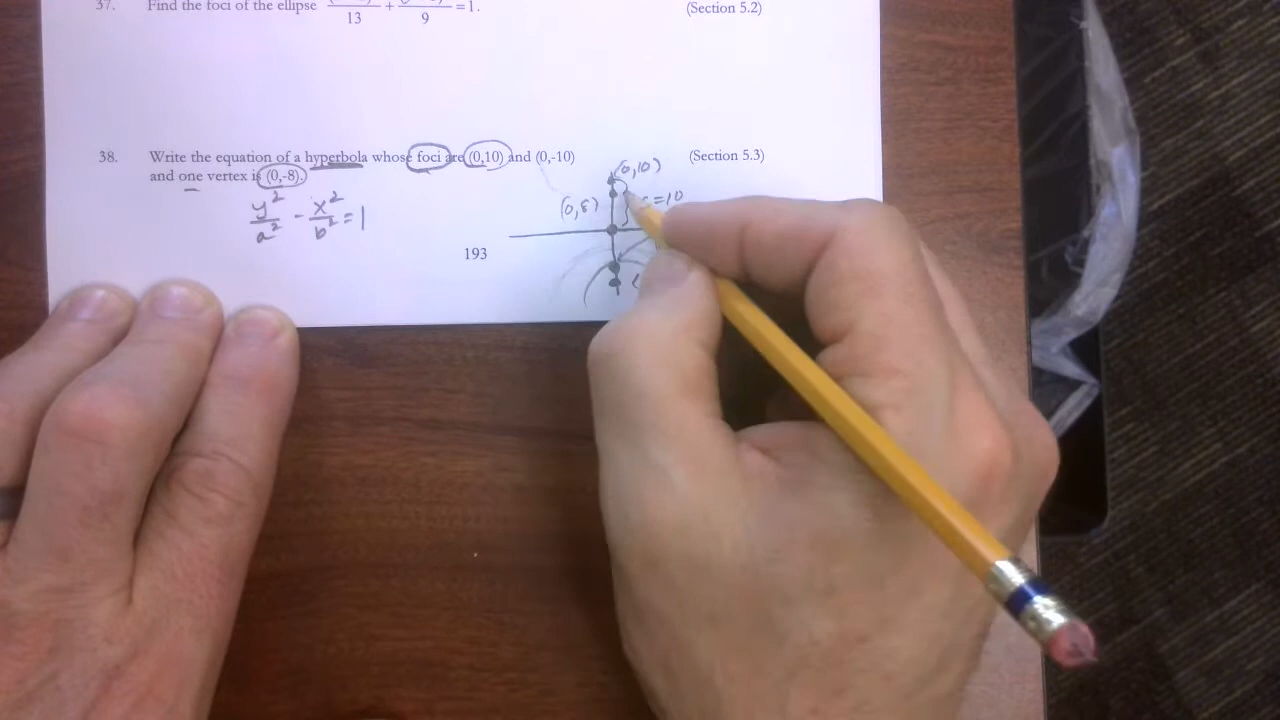 37. Find the foci of the ellipse /13 + /9 = 1. (Section 5.2)
38. Write the equation of a hyperbola whose foci are (0,10) and (0,-10) (Section 5.3)
and one vertex is (0,-8).
y²/a² - x²/b² = 1
(0,10)
(0,8)
=10
193